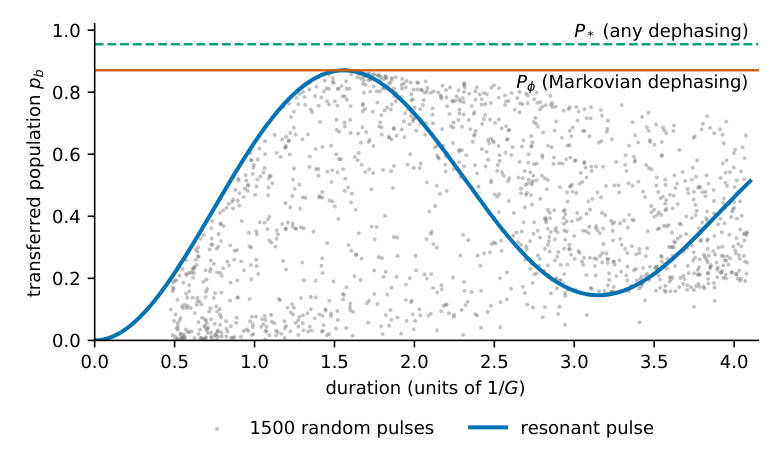 P* (any dephasing)
Pϕ (Markovian dephasing)
transferred population pb
1.0
0.8
0.6
0.4
0.2
0.0
0.0 0.5 1.0 1.5 2.0 2.5 3.0 3.5 4.0
duration (units of 1/G)
1500 random pulses resonant pulse